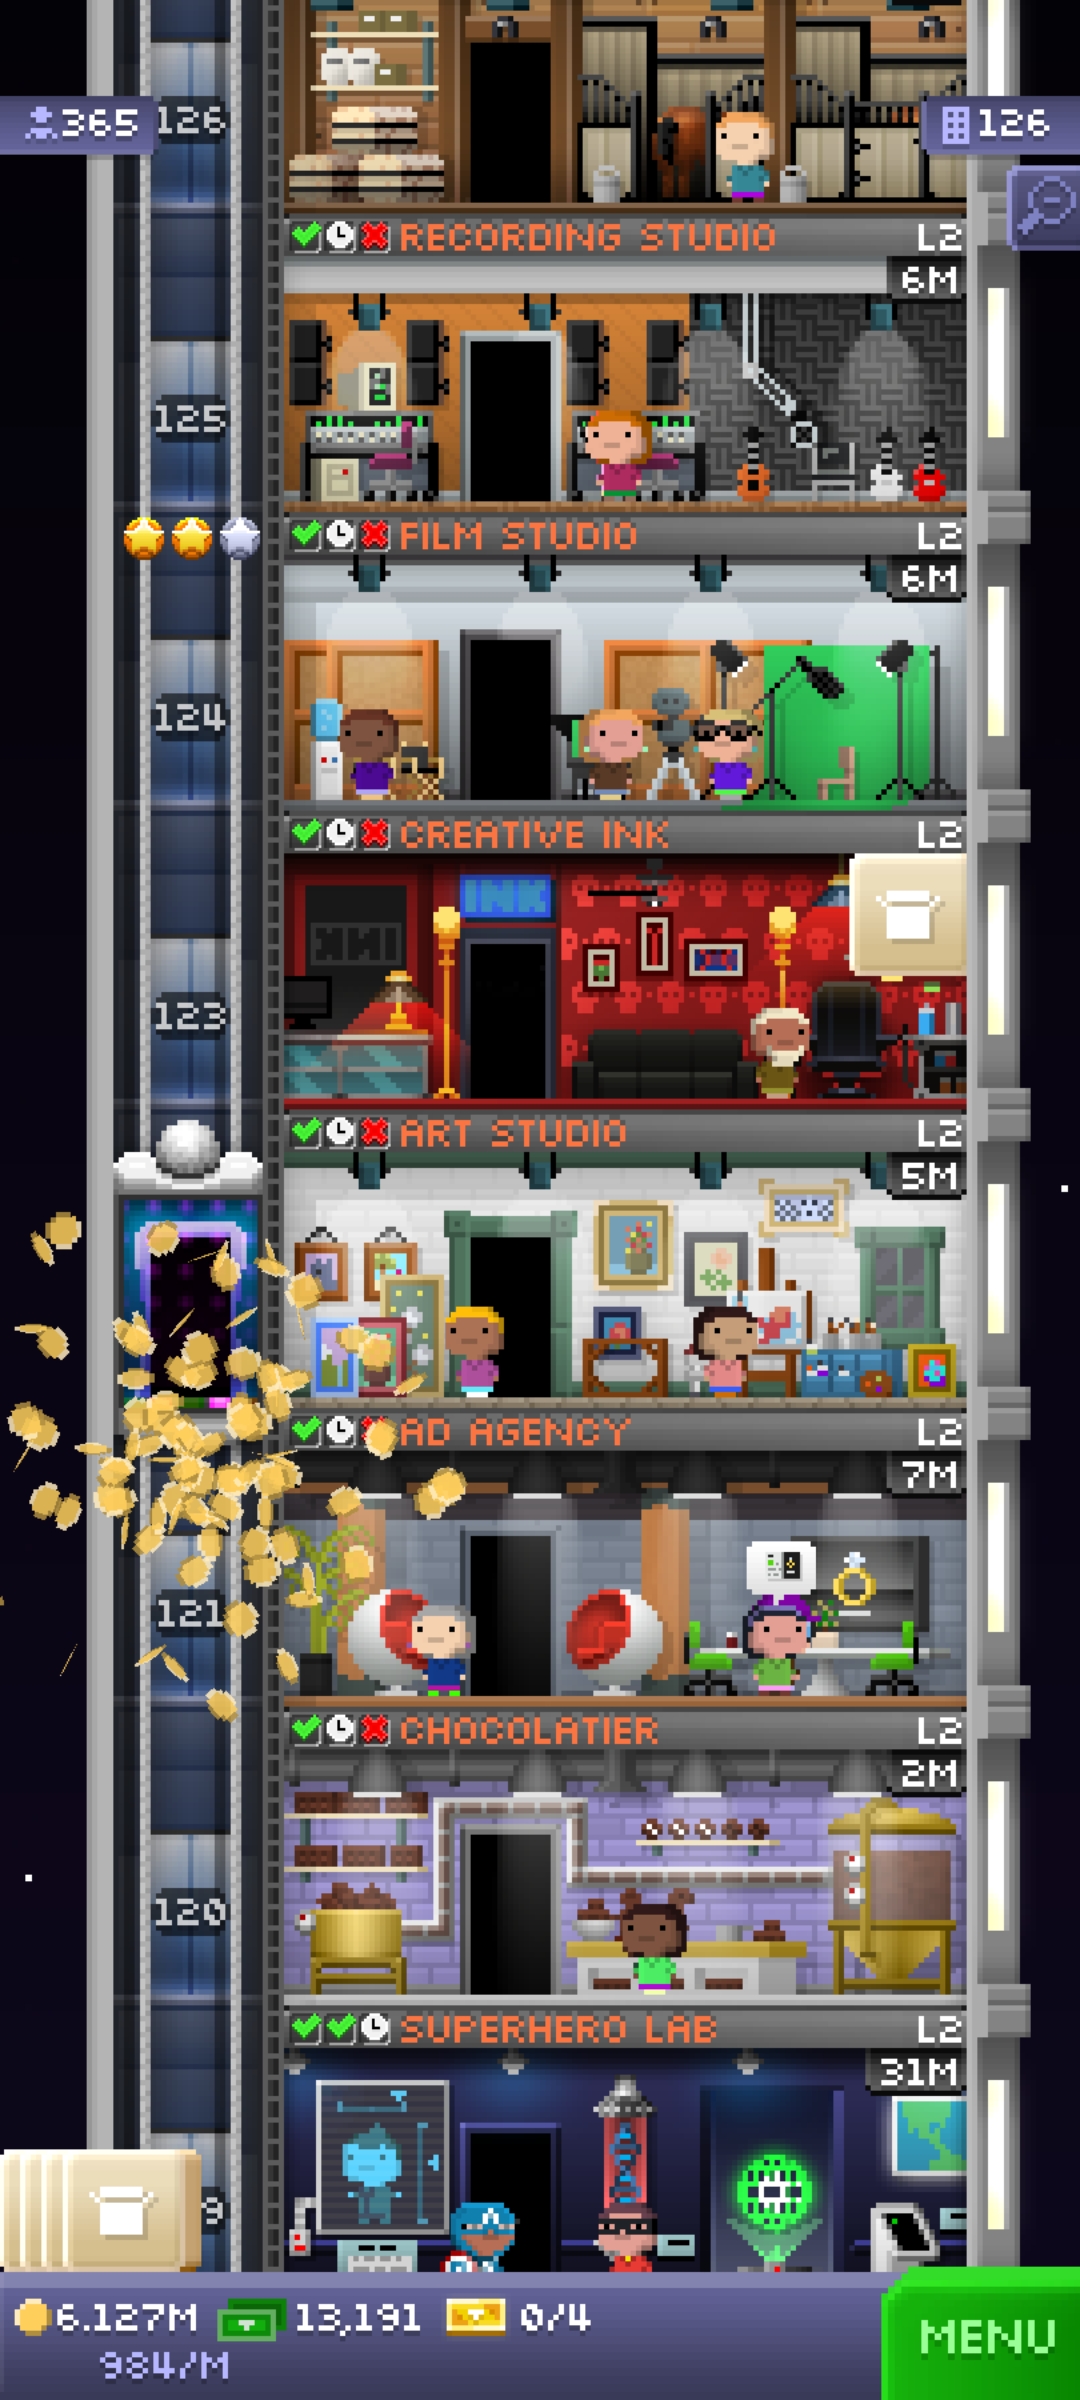 365
126
126
RECORDING STUDIO L2
6M
125
FILM STUDIO L2
6M
124
CREATIVE INK L2
INK
123
ART STUDIO L2
5M
AD AGENCY L2
7M
121
CHOCOLATIER L2
2M
120
SUPERHERO LAB L2
31M
9
6.127M 13,191 0/4
984/M
MENU